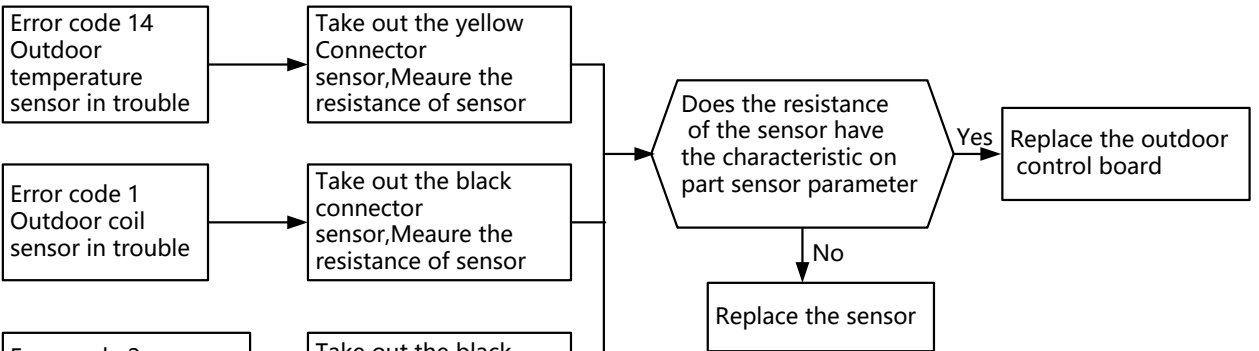 Error code 14
Outdoor
temperature
sensor in trouble
Take out the yellow
Connector
sensor,Meaure the
resistance of sensor
Does the resistance
of the sensor have
the characteristic on
part sensor parameter
Yes
Replace the outdoor
control board
Error code 1
Outdoor coil
sensor in trouble
Take out the black
connector
sensor,Meaure the
resistance of sensor
No
Replace the sensor
Take out the black